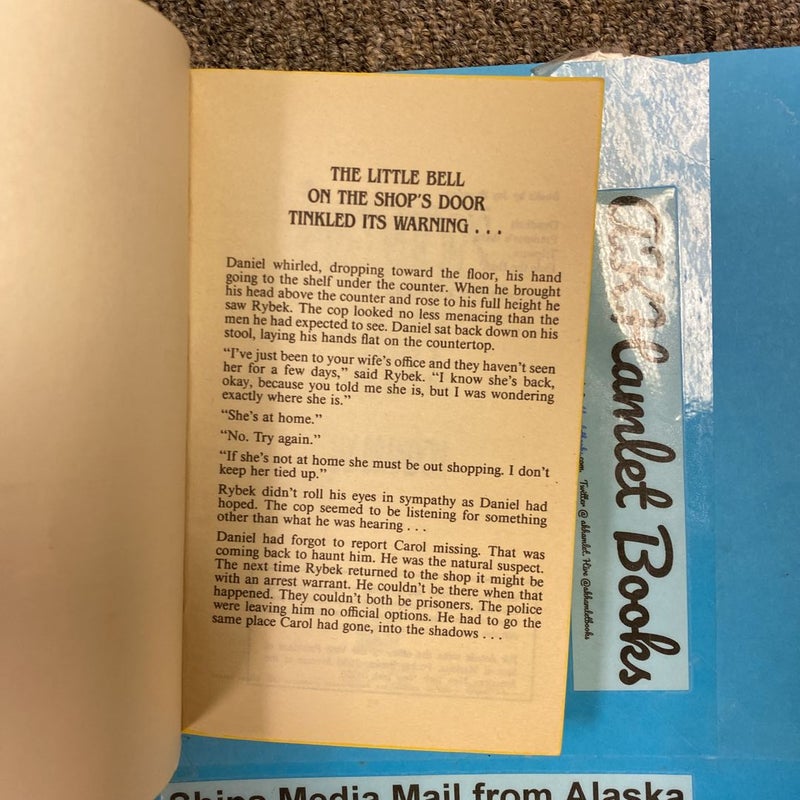 THE LITTLE BELL
ON THE SHOP'S DOOR
TINKLED ITS WARNING . . .
Daniel whirled, dropping toward the floor, his hand
going to the shelf under the counter. When he brought
his head above the counter and rose to his full height he
saw Rybek. The cop looked no less menacing than the
men he had expected to see. Daniel sat back down on his
stool, laying his hands flat on the countertop.
"I've just been to your wife's office and they haven't seen
her for a few days," said Rybek. "I know she's back,
okay, because you told me she is, but I was wondering
exactly where she is."
"She's at home."
"No. Try again."
"If she's not at home she must be out shopping. I don't
keep her tied up."
Rybek didn't roll his eyes in sympathy as Daniel had
hoped. The cop seemed to be listening for something
other than what he was hearing . . .
Daniel had forgot to report Carol missing. That was
coming back to haunt him. He was the natural suspect.
The next time Rybek returned to the shop it might be
with an arrest warrant. He couldn't be there when that
happened. They couldn't both be prisoners. The police
were leaving him no official options. He had to go the
same place Carol had gone, into the shadows . . .
Hamlet Books
Twitter @ akhamlet. Hive @akhamletbooks
Ships Media Mail from Alaska